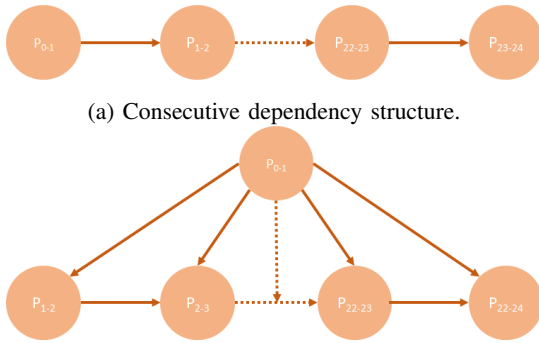 P0-1 P1-2 P22-23 P23-24
(a) Consecutive dependency structure.
P0-1
P1-2 P2-3 P22-23 P22-24